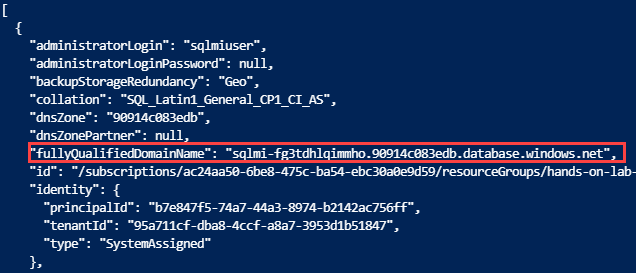 [
{
"administratorLogin": "sqlmiuser",
"administratorLoginPassword": null,
"backupStorageRedundancy": "Geo",
"collation": "SQL_Latin1_General_CP1_CI_AS",
"dnsZone": "90914c083edb",
"dnsZonePartner": null,
"fullyQualifiedDomainName": "sqlmi-fg3tdhlqimmho.90914c083edb.database.windows.net",
"id": "/subscriptions/ac24aa50-6be8-475c-ba54-ebc30a0e9d59/resourceGroups/hands-on-lab-
"identity": {
"principalId": "b7e847f5-74a7-44a3-8974-b2142ac756ff",
"tenantId": "95a711cf-dba8-4ccf-a8a7-3953d1b51847",
"type": "SystemAssigned"
},